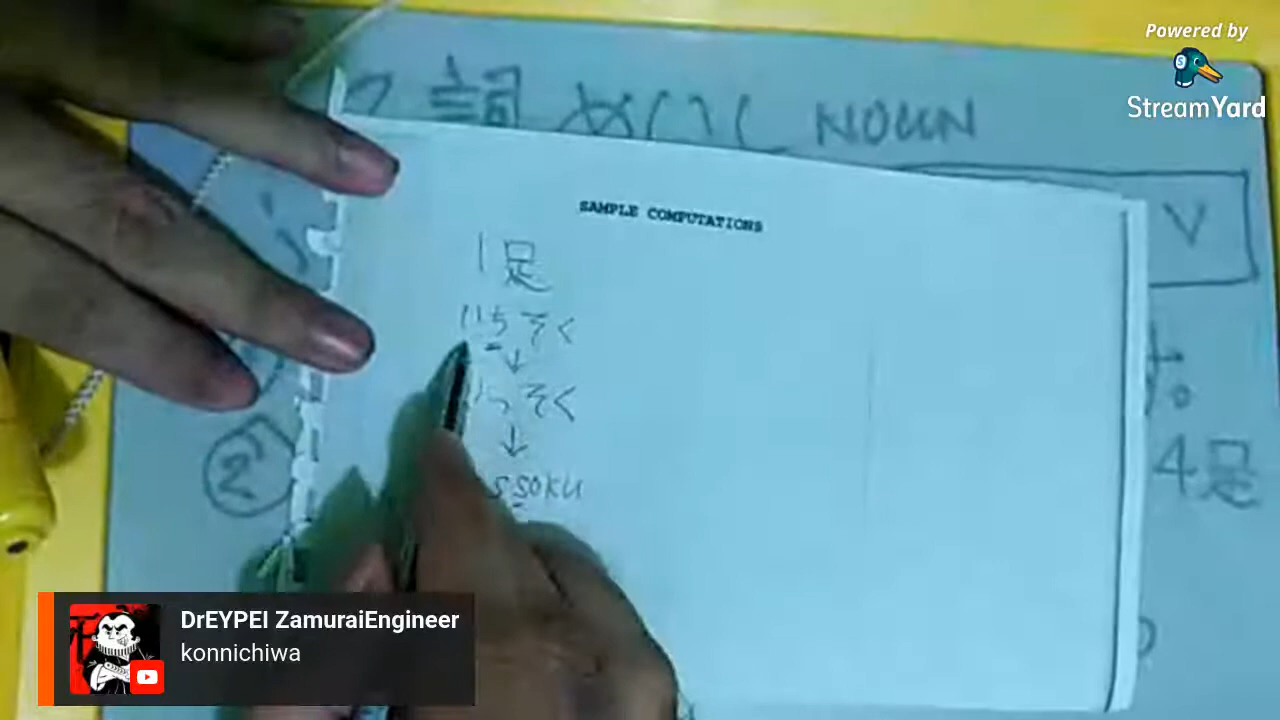 Powered by
StreamYard
詞 NOUN
V
SAMPLE COMPUTATIONS
1足
いちそく
↓
いっそく
↓
ssoku
2
4足
DrEYPEI ZamuraiEngineer
konnichiwa